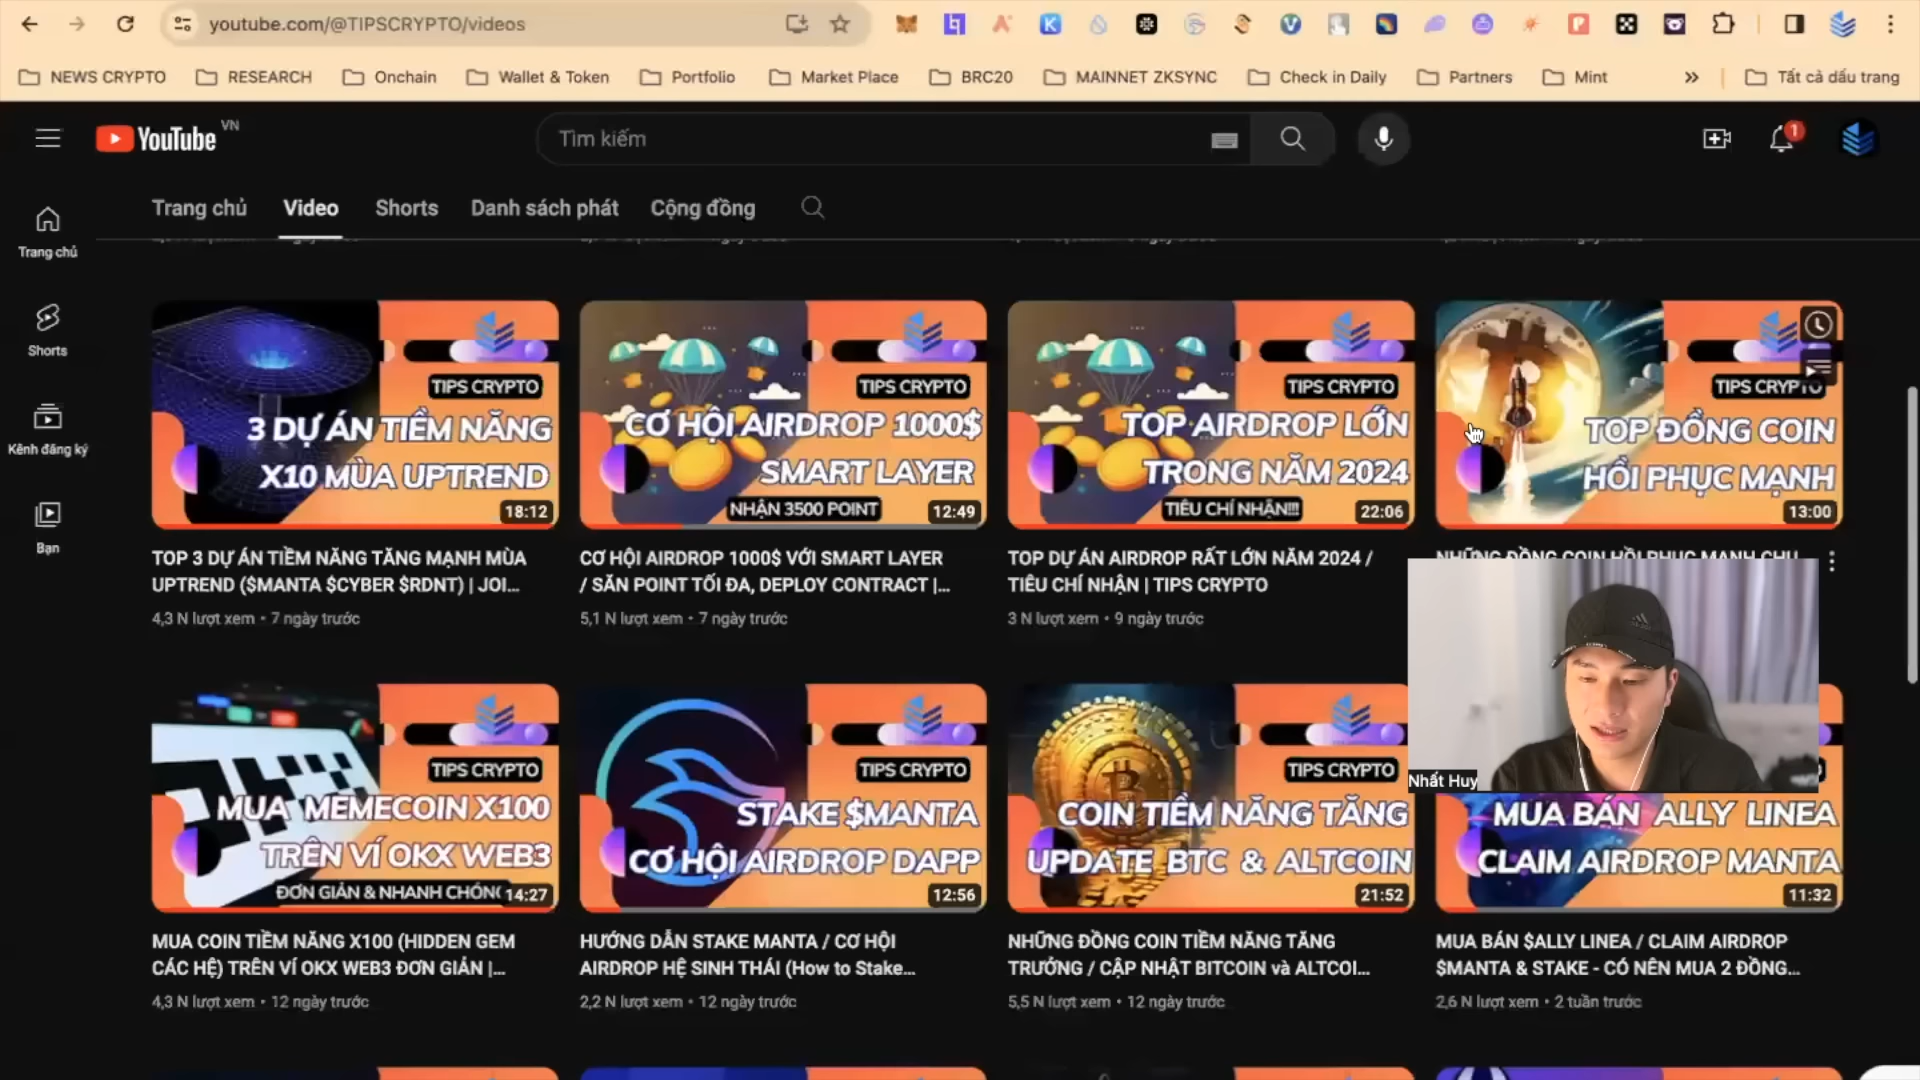 youtube.com/@TIPSCRYPTO/videos
NEWS CRYPTO
RESEARCH
Onchain
Wallet & Token
Portfolio
Market Place
BRC20
MAINNET ZKSYNC
Check in Daily
Partners
Mint
»
Tất cả dấu trang
YouTube VN
Tìm kiếm
1
Trang chủ
Video
Shorts
Danh sách phát
Cộng đồng
Trang chủ
Shorts
Kênh đăng ký
Bạn
TIPS CRYPTO
3 DỰ ÁN TIỀM NĂNG
X10 MÙA UPTREND
18:12
TOP 3 DỰ ÁN TIỀM NĂNG TĂNG MẠNH MÙA
UPTREND ($MANTA $CYBER $RDNT) | JOI...
4,3 N lượt xem • 7 ngày trước
TIPS CRYPTO
CƠ HỘI AIRDROP 1000$
SMART LAYER
NHẬN 3500 POINT
12:49
CƠ HỘI AIRDROP 1000$ VỚI SMART LAYER
/ SĂN POINT TỐI ĐA, DEPLOY CONTRACT |...
5,1 N lượt xem • 7 ngày trước
TIPS CRYPTO
TOP AIRDROP LỚN
TRONG NĂM 2024
TIÊU CHÍ NHẬN!!!
22:06
TOP DỰ ÁN AIRDROP RẤT LỚN NĂM 2024 /
TIÊU CHÍ NHẬN | TIPS CRYPTO
3 N lượt xem • 9 ngày trước
TIPS CRYPTO
TOP ĐỒNG COIN
HỒI PHỤC MẠNH
13:00
NHỮNG ĐỒNG COIN HỒI PHỤC MẠNH CHU
Nhất Huy
TIPS CRYPTO
MUA MEMECOIN X100
TRÊN VÍ OKX WEB3
ĐƠN GIẢN & NHANH CHÓNG
14:27
MUA COIN TIỀM NĂNG X100 (HIDDEN GEM
CÁC HỆ) TRÊN VÍ OKX WEB3 ĐƠN GIẢN |...
4,3 N lượt xem • 12 ngày trước
TIPS CRYPTO
STAKE $MANTA
CƠ HỘI AIRDROP DAPP
12:56
HƯỚNG DẪN STAKE MANTA / CƠ HỘI
AIRDROP HỆ SINH THÁI (How to Stake...
2,2 N lượt xem • 12 ngày trước
TIPS CRYPTO
COIN TIỀM NĂNG TĂNG
UPDATE BTC & ALTCOIN
21:52
NHỮNG ĐỒNG COIN TIỀM NĂNG TĂNG
TRƯỞNG / CẬP NHẬT BITCOIN và ALTCOI...
5,5 N lượt xem • 12 ngày trước
MUA BÁN ALLY LINEA
CLAIM AIRDROP MANTA
11:32
MUA BÁN $ALLY LINEA / CLAIM AIRDROP
$MANTA & STAKE - CÓ NÊN MUA 2 ĐỒNG...
2,6 N lượt xem • 2 tuần trước